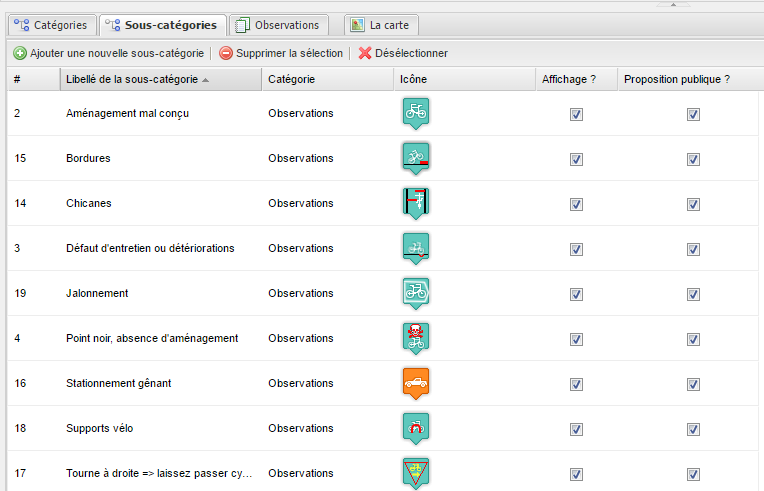 Catégories Sous-catégories Observations La carte
Ajouter une nouvelle sous-catégorie Supprimer la sélection Désélectionner
# Libellé de la sous-catégorie Catégorie Icône Affichage ? Proposition publique ?
2 Aménagement mal conçu Observations
15 Bordures Observations
14 Chicanes Observations
3 Défaut d'entretien ou détériorations Observations
19 Jalonnement Observations
4 Point noir, absence d'aménagement Observations
16 Stationnement gênant Observations
18 Supports vélo Observations
17 Tourne à droite => laissez passer cy... Observations